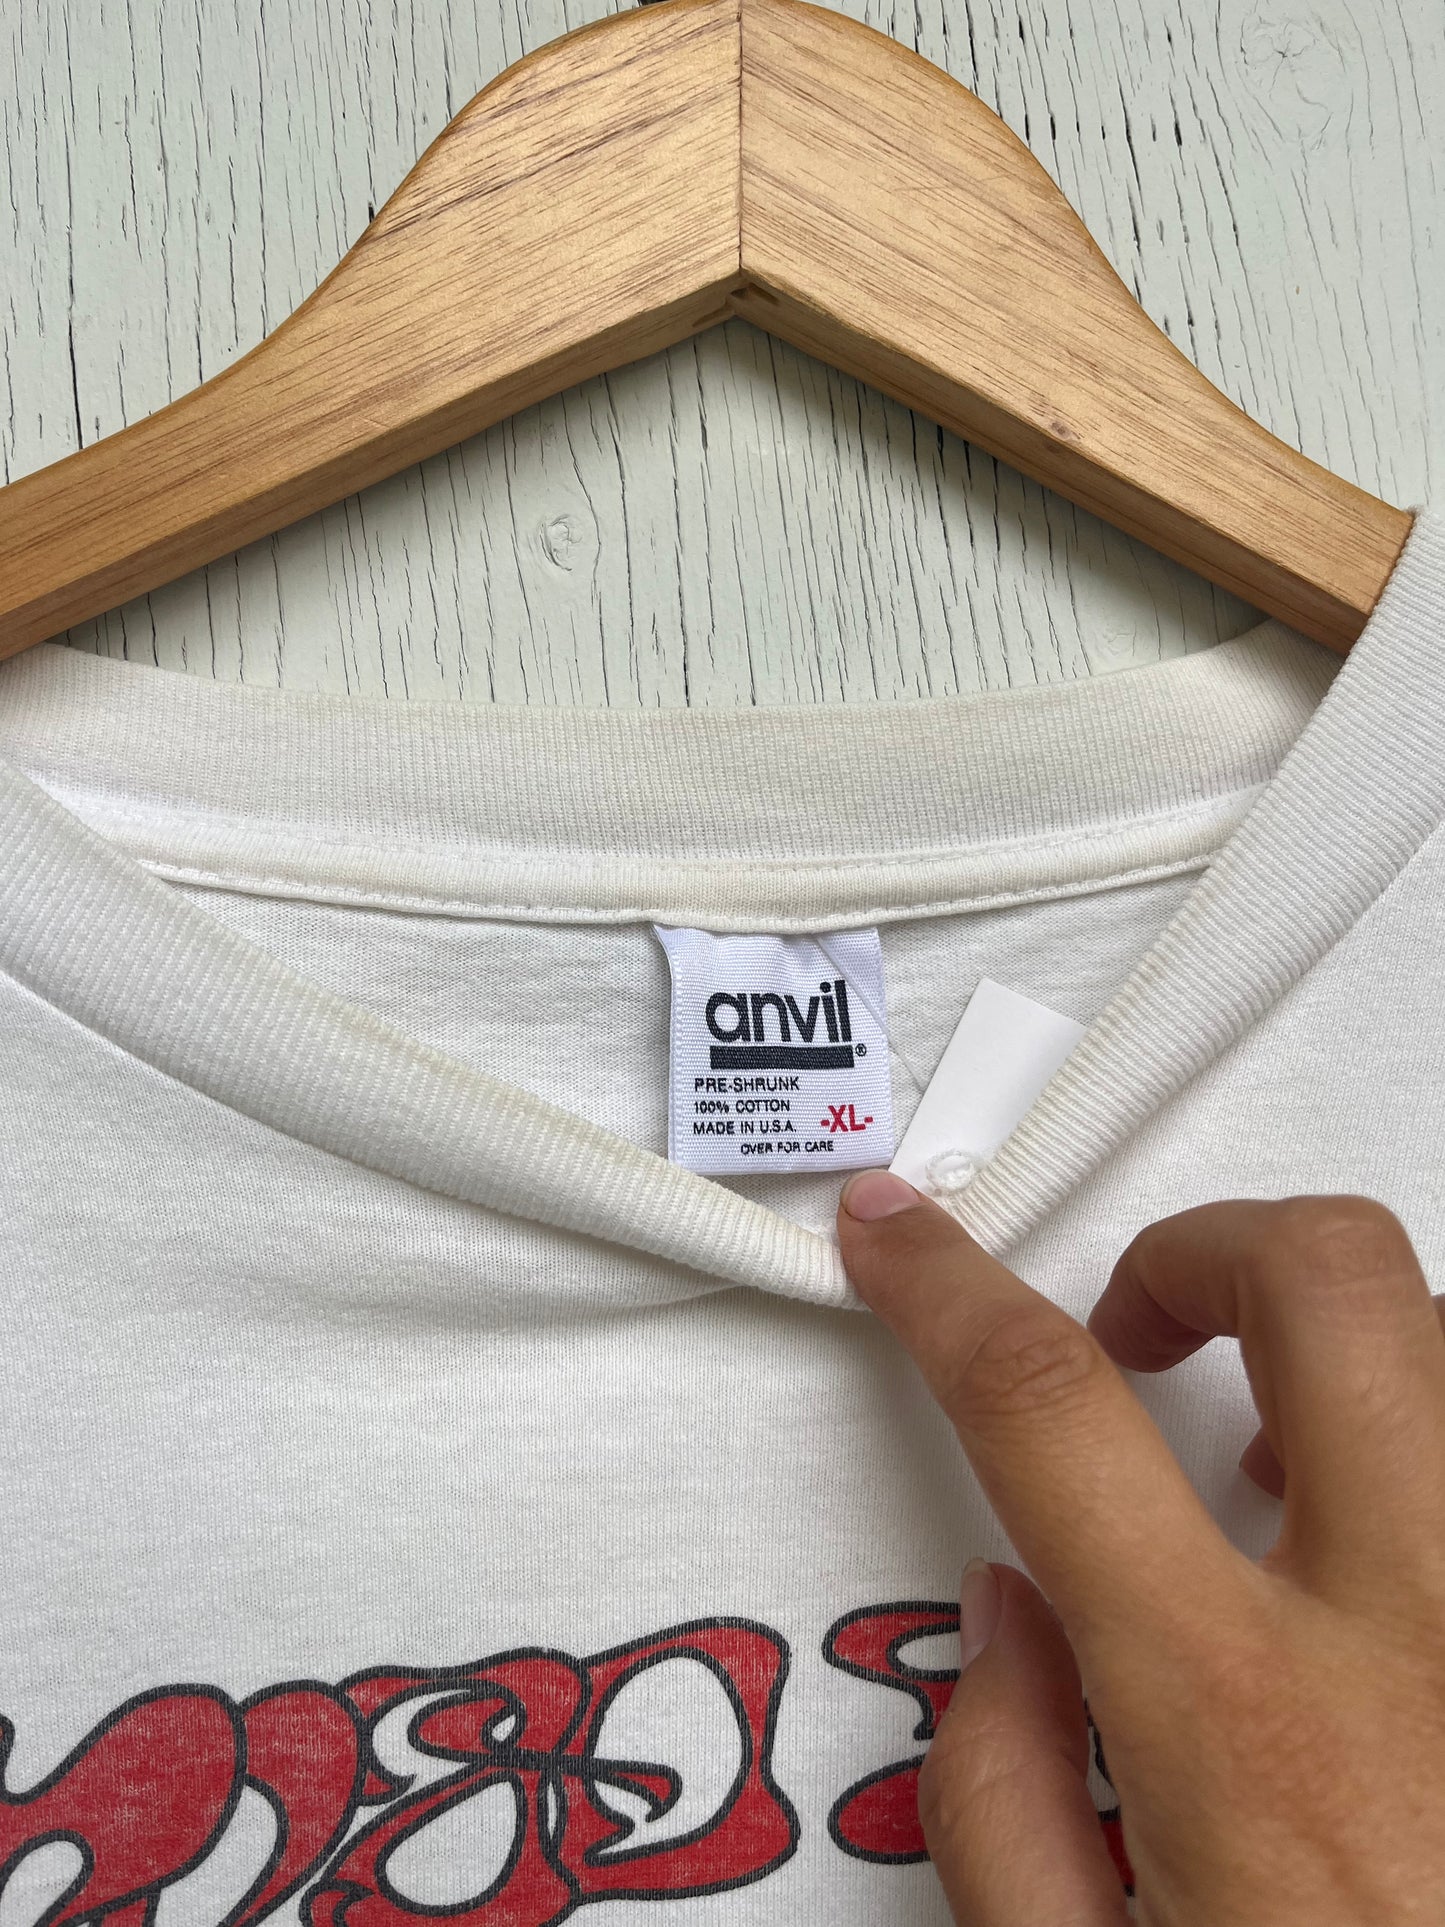 anvil®
PRE-SHRUNK
100% COTTON
MADE IN U.S.A. -XL-
OVER FOR CARE